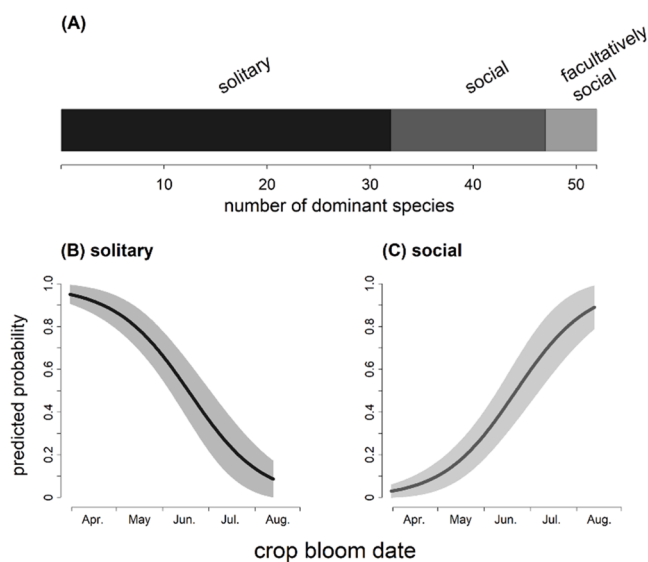 (A)
solitary
social
facultatively
social
10 20 30 40 50
number of dominant species
(B) solitary
(C) social
predicted probability
1.0
0.8
0.6
0.4
0.2
0
Apr. May Jun. Jul. Aug.
1.0
0.8
0.6
0.4
0.2
0
Apr. May Jun. Jul. Aug.
crop bloom date